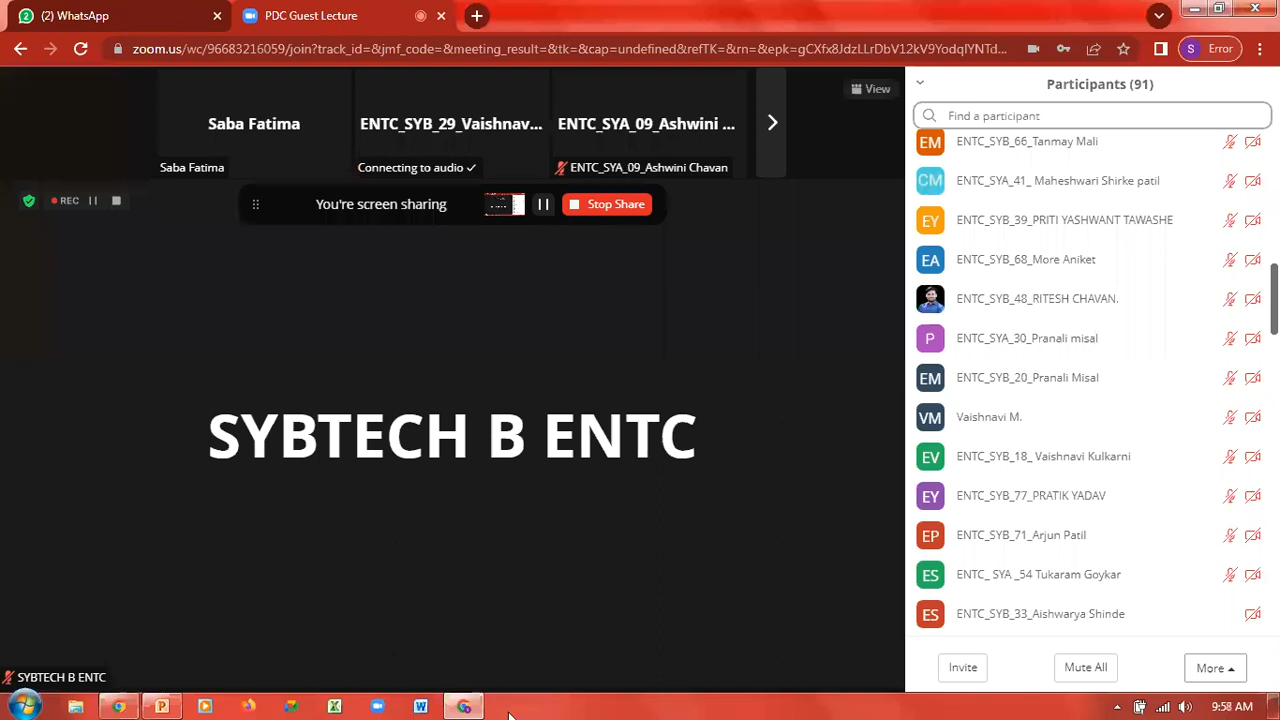 (2) WhatsApp
PDC Guest Lecture
zoom.us/wc/96683216059/join?track_id=&jmf_code=&meeting_result=&tk=&cap=undefined&refTK=&rn=&epk=gCXfx8JdzLLrDbV12kV9YodqlYNTd...
S Error
Saba Fatima
ENTC_SYB_29_Vaishnav...
ENTC_SYA_09_Ashwini ...
View
Saba Fatima
Connecting to audio
ENTC_SYA_09_Ashwini Chavan
REC
You're screen sharing
Stop Share
SYBTECH B ENTC
SYBTECH B ENTC
Participants (91)
Find a participant
EM ENTC_SYB_66_Tanmay Mali
CM ENTC_SYA_41_ Maheshwari Shirke patil
EY ENTC_SYB_39_PRITI YASHWANT TAWASHE
EA ENTC_SYB_68_More Aniket
ENTC_SYB_48_RITESH CHAVAN.
P ENTC_SYA_30_Pranali misal
EM ENTC_SYB_20_Pranali Misal
VM Vaishnavi M.
EV ENTC_SYB_18_ Vaishnavi Kulkarni
EY ENTC_SYB_77_PRATIK YADAV
EP ENTC_SYB_71_Arjun Patil
ES ENTC_ SYA _54 Tukaram Goykar
ES ENTC_SYB_33_Aishwarya Shinde
Invite
Mute All
More
9:58 AM